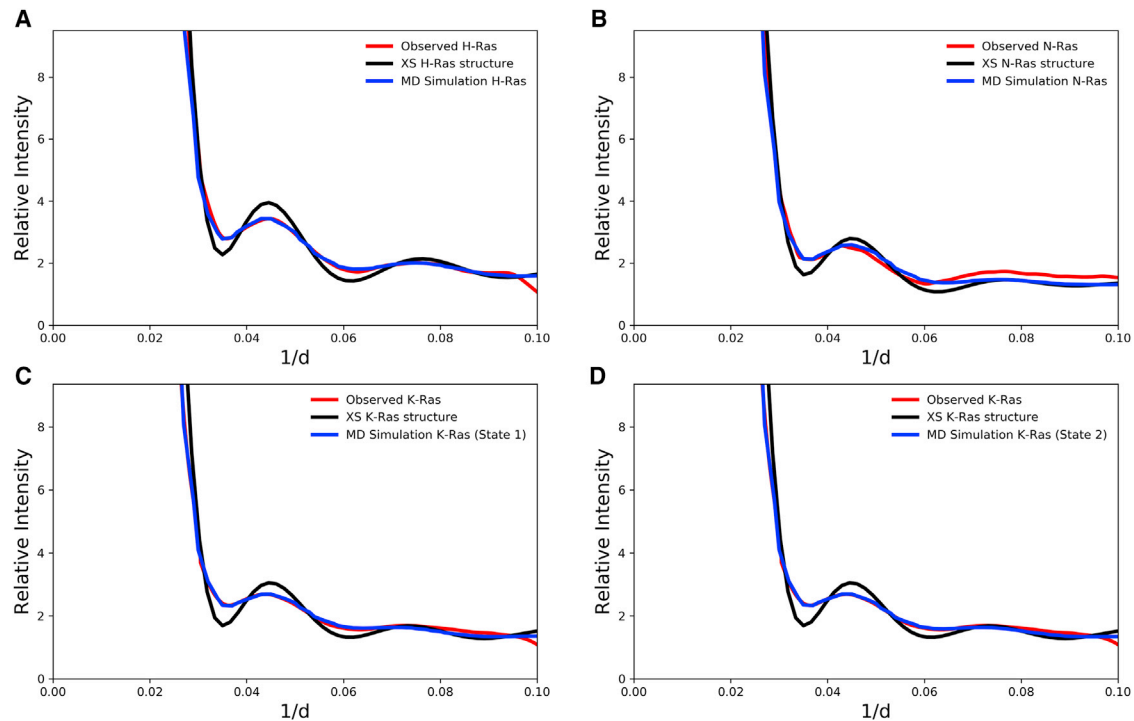 A
Observed H-Ras
XS H-Ras structure
MD Simulation H-Ras
Relative Intensity
8
6
4
2
0
0.00 0.02 0.04 0.06 0.08 0.10
1/d
B
Observed N-Ras
XS N-Ras structure
MD Simulation N-Ras
Relative Intensity
8
6
4
2
0
0.00 0.02 0.04 0.06 0.08 0.10
1/d
C
Observed K-Ras
XS K-Ras structure
MD Simulation K-Ras (State 1)
Relative Intensity
8
6
4
2
0
0.00 0.02 0.04 0.06 0.08 0.10
1/d
D
Observed K-Ras
XS K-Ras structure
MD Simulation K-Ras (State 2)
Relative Intensity
8
6
4
2
0
0.00 0.02 0.04 0.06 0.08 0.10
1/d